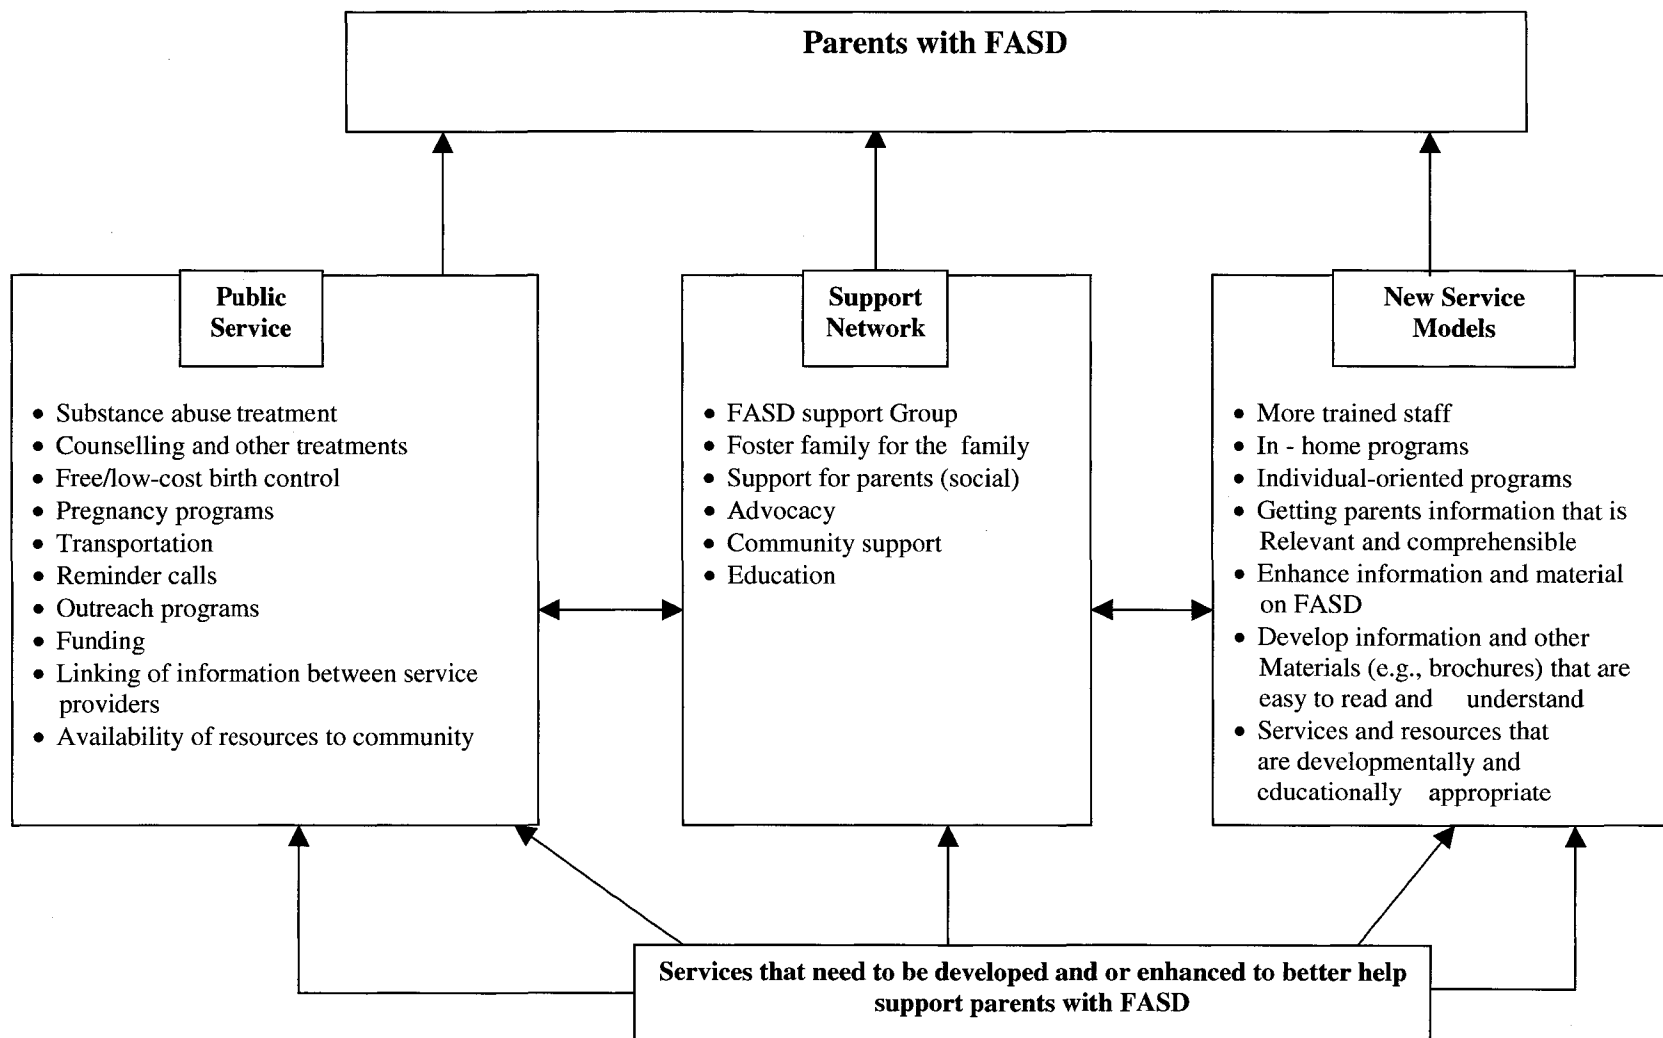 Parents with FASD
Public
Service
• Substance abuse treatment
• Counselling and other treatments
• Free/low-cost birth control
• Pregnancy programs
• Transportation
• Reminder calls
• Outreach programs
• Funding
• Linking of information between service
providers
• Availability of resources to community
Support
Network
• FASD support Group
• Foster family for the family
• Support for parents (social)
• Advocacy
• Community support
• Education
New Service
Models
• More trained staff
• In - home programs
• Individual-oriented programs
• Getting parents information that is
Relevant and comprehensible
• Enhance information and material
on FASD
• Develop information and other
Materials (e.g., brochures) that are
easy to read and understand
• Services and resources that
are developmentally and
educationally appropriate
Services that need to be developed and or enhanced to better help
support parents with FASD